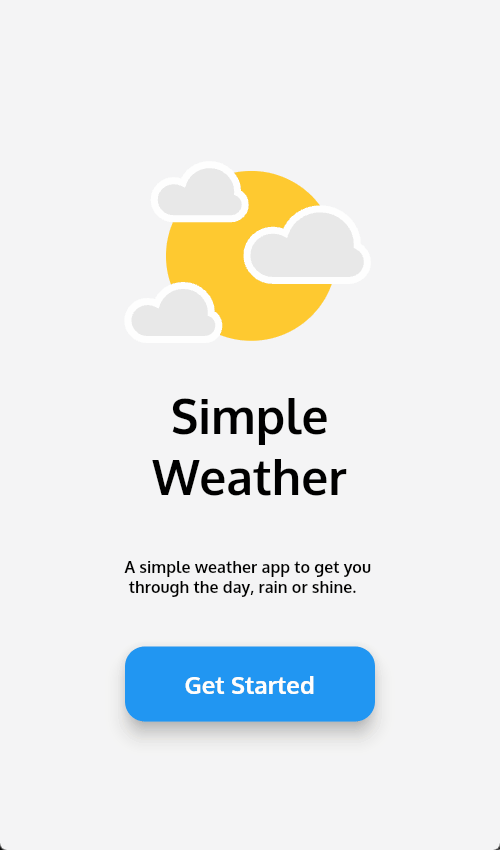 Simple
Weather
A simple weather app to get you
through the day, rain or shine.
Get Started